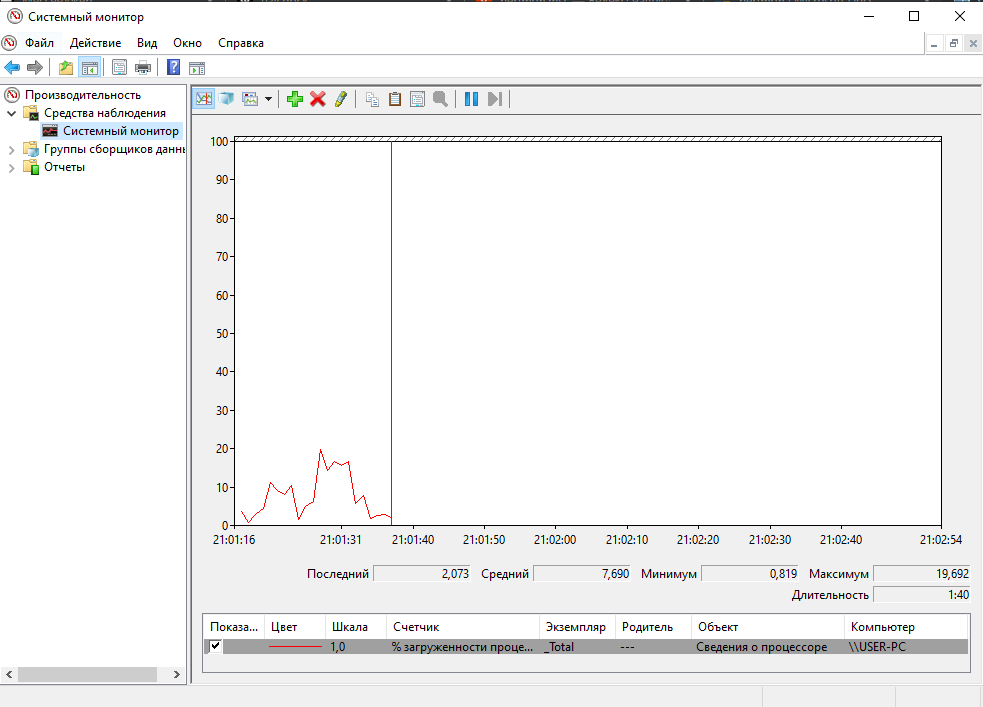 Системный монитор
Файл Действие Вид Окно Справка
Производительность
Средства наблюдения
Системный монитор
Группы сборщиков данн
Отчеты
100
90
80
70
60
50
40
30
20
10
0
21:01:16 21:01:31 21:01:40 21:01:50 21:02:00 21:02:10 21:02:20 21:02:30 21:02:40 21:02:54
Последний 2,073 Средний 7,690 Минимум 0,819 Максимум 19,692
Длительность 1:40
Показа... Цвет Шкала Счетчик Экземпляр Родитель Объект Компьютер
1,0 % загруженности проце... _Total --- Сведения о процессоре \\USER-PC